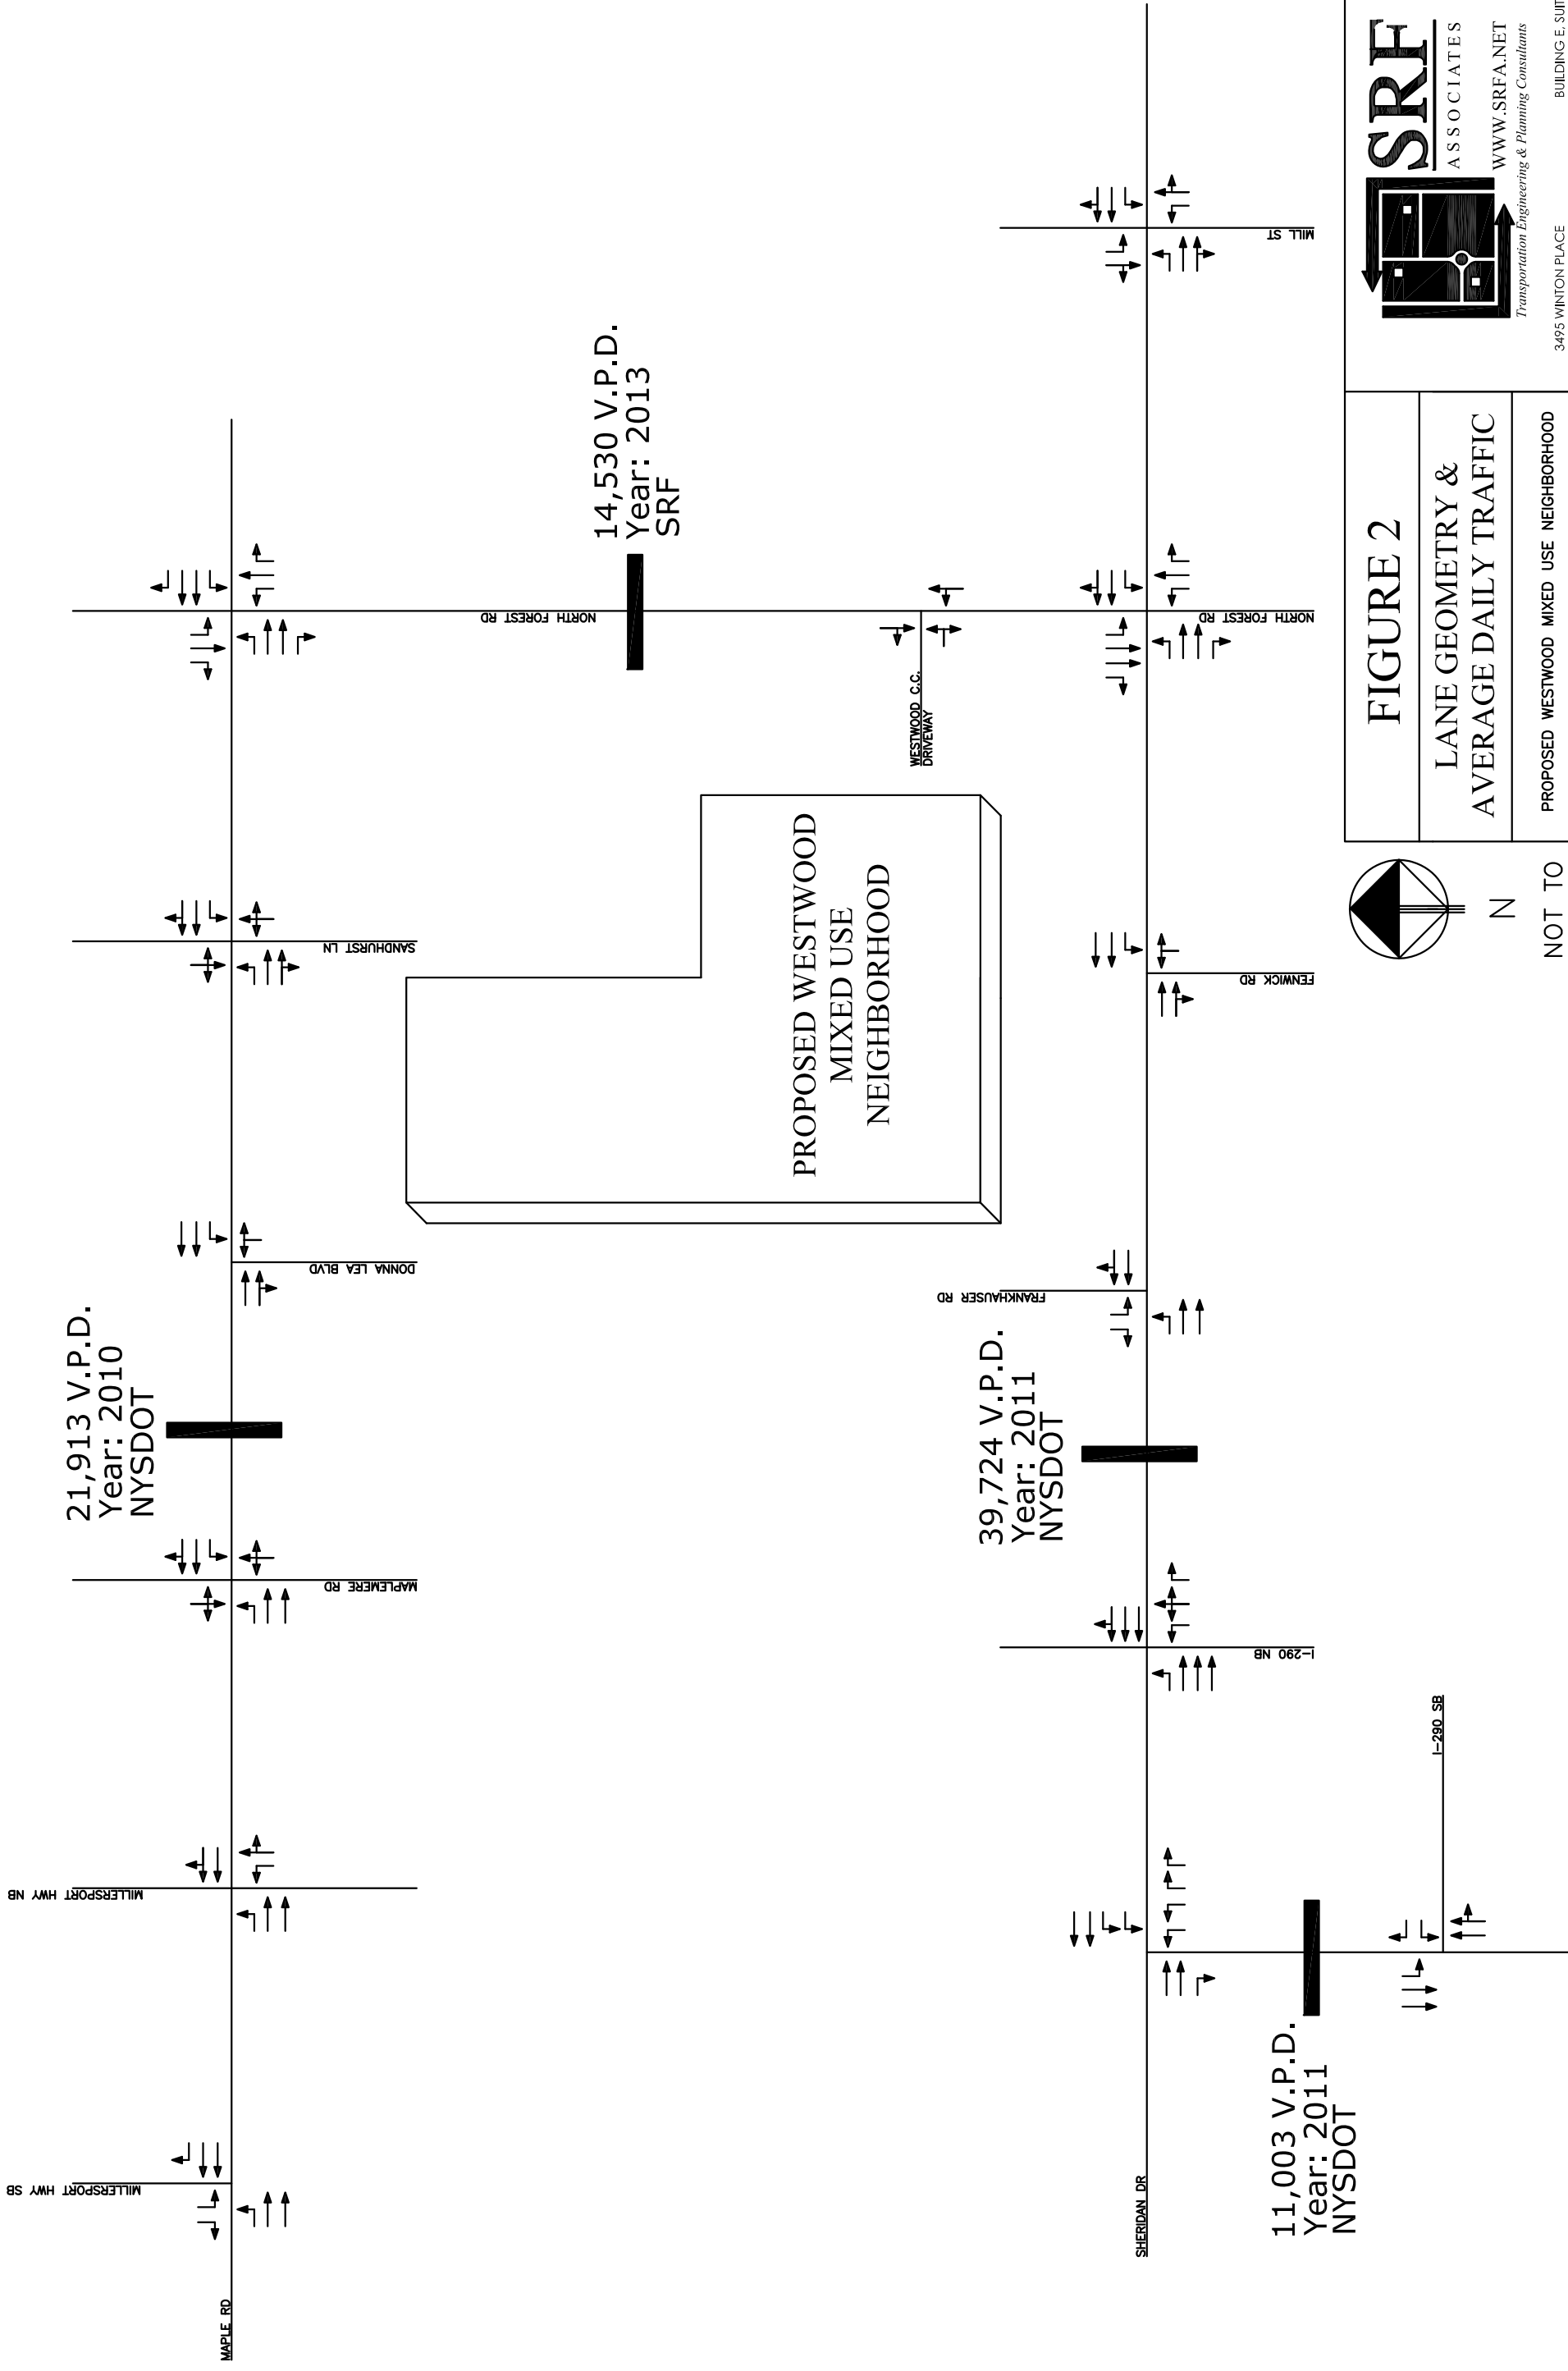 MILLERSPORT HWY SB
MILLERSPORT HWY NB
MAPLE RD
21,913 V.P.D.
Year: 2010
NYSDOT
MAPLEMERE RD
DONNA LEA BLVD
SANDHURST LN
NORTH FOREST RD
14,530 V.P.D.
Year: 2013
SRF
PROPOSED WESTWOOD
MIXED USE
NEIGHBORHOOD
WESTWOOD C.C.
DRIVEWAY
FRANKHAUSER RD
39,724 V.P.D.
Year: 2011
NYSDOT
SHERIDAN DR
I-290 NB
FENWICK RD
NORTH FOREST RD
MILL ST
11,003 V.P.D.
Year: 2011
NYSDOT
I-290 SB
N
NOT TO
FIGURE 2
LANE GEOMETRY &
AVERAGE DAILY TRAFFIC
PROPOSED WESTWOOD MIXED USE NEIGHBORHOOD
SRF
ASSOCIATES
WWW.SRFA.NET
Transportation Engineering & Planning Consultants
3495 WINTON PLACE
BUILDING E, SUIT